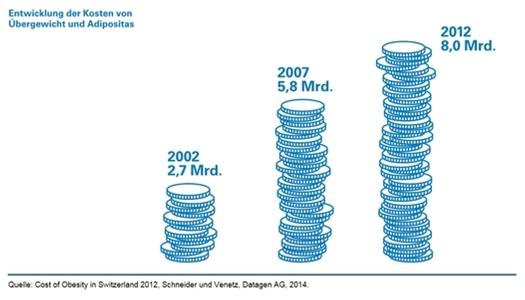 Entwicklung der Kosten von
Übergewicht und Adipositas
2012
8,0 Mrd.
2007
5,8 Mrd.
2002
2,7 Mrd.
Quelle: Cost of Obesity in Switzerland 2012, Schneider und Venetz, Datagen AG, 2014.